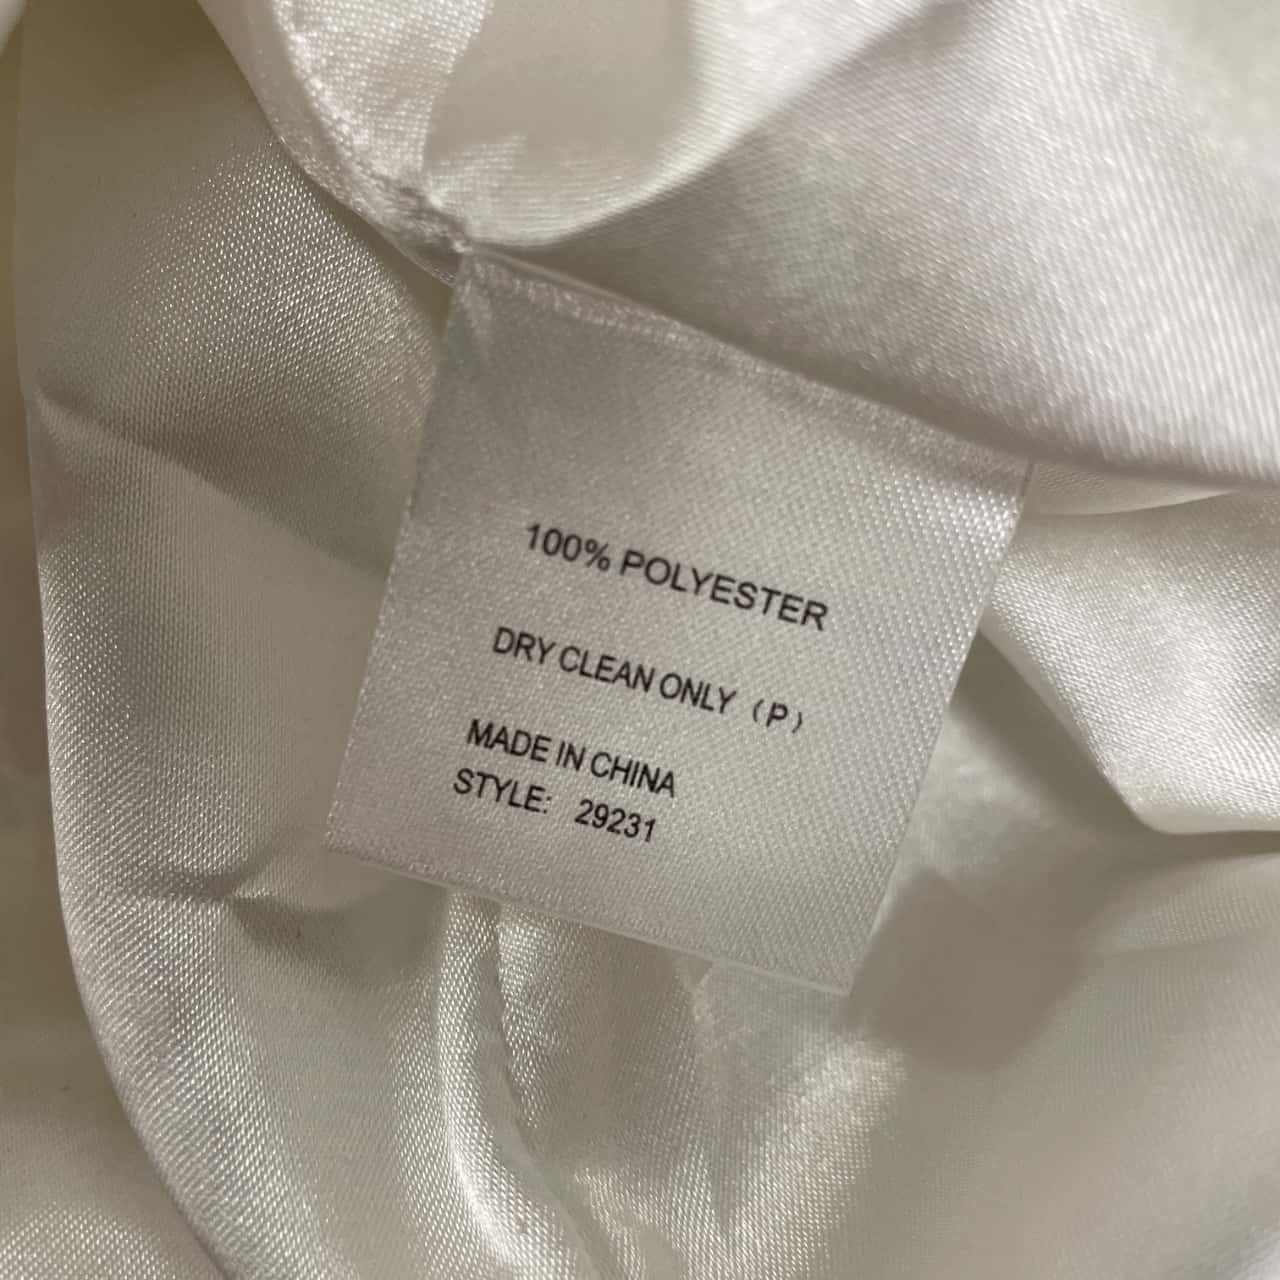 100% POLYESTER
DRY CLEAN ONLY (P)
MADE IN CHINA
STYLE: 29231